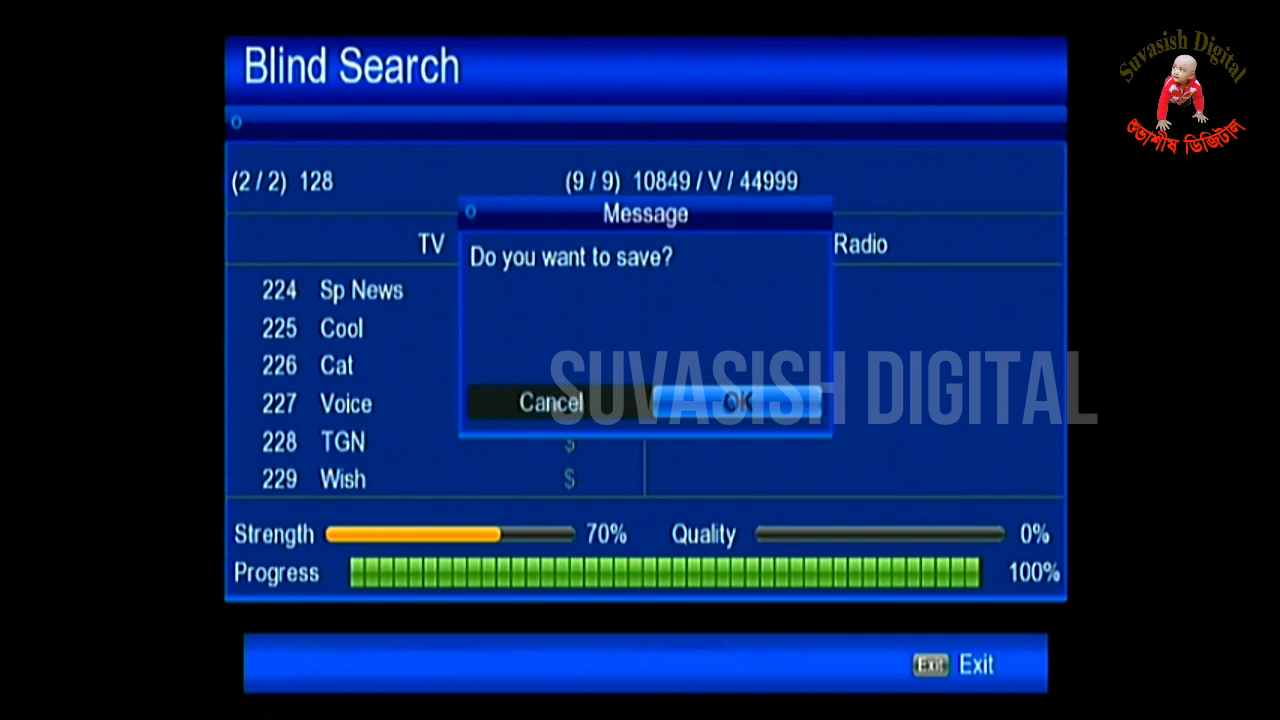 Blind Search
Suvasish Digital
শুভাশীষ ডিজিটাল
(2 / 2) 128
(9 / 9) 10849 / V / 44999
Message
TV
Radio
Do you want to save?
224 Sp News
225 Cool
226 Cat
227 Voice
Cancel
OK
SUVASISH DIGITAL
228 TGN $
229 Wish $
Strength 70% Quality 0%
Progress 100%
Exit Exit